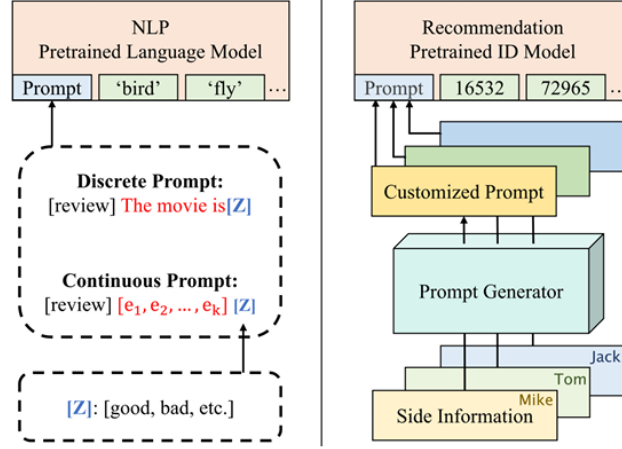 NLP
Pretrained Language Model
Prompt
‘bird’
‘fly’
...
Discrete Prompt:
[review] The movie is[Z]
Continuous Prompt:
[review] [e₁, e₂, ..., eₖ] [Z]
[Z]: [good, bad, etc.]
Recommendation
Pretrained ID Model
Prompt
16532
72965
...
Customized Prompt
Prompt Generator
Jack
Tom
Mike
Side Information